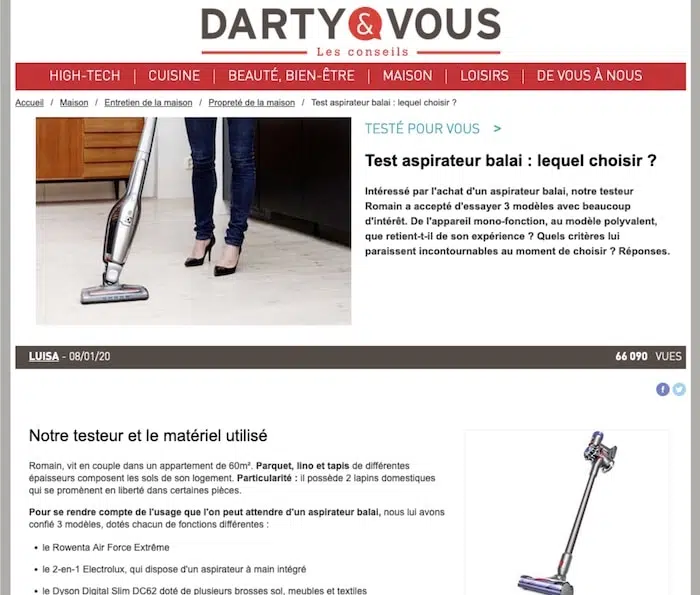 DARTY&VOUS
Les conseils
HIGH-TECH | CUISINE | BEAUTÉ, BIEN-ÊTRE | MAISON | LOISIRS | DE VOUS À NOUS
Accueil / Maison / Entretien de la maison / Propreté de la maison / Test aspirateur balai : lequel choisir ?
TESTÉ POUR VOUS >
Test aspirateur balai : lequel choisir ?
Intéressé par l'achat d'un aspirateur balai, notre testeur
Romain a accepté d'essayer 3 modèles avec beaucoup
d'intérêt. De l'appareil mono-fonction, au modèle polyvalent,
que retient-t-il de son expérience ? Quels critères lui
paraissent incontournables au moment de choisir ? Réponses.
LUISA - 08/01/20
66 090 VUES
Notre testeur et le matériel utilisé
Romain, vit en couple dans un appartement de 60m². Parquet, lino et tapis de différentes
épaisseurs composent les sols de son logement. Particularité : il possède 2 lapins domestiques
qui se promènent en liberté dans certaines pièces.
Pour se rendre compte de l'usage que l'on peut attendre d'un aspirateur balai, nous lui avons
confié 3 modèles, dotés chacun de fonctions différentes :
• le Rowenta Air Force Extrême
• le 2-en-1 Electrolux, qui dispose d'un aspirateur à main intégré
• le Dyson Digital Slim DC62 doté de plusieurs brosses sol, meubles et textiles